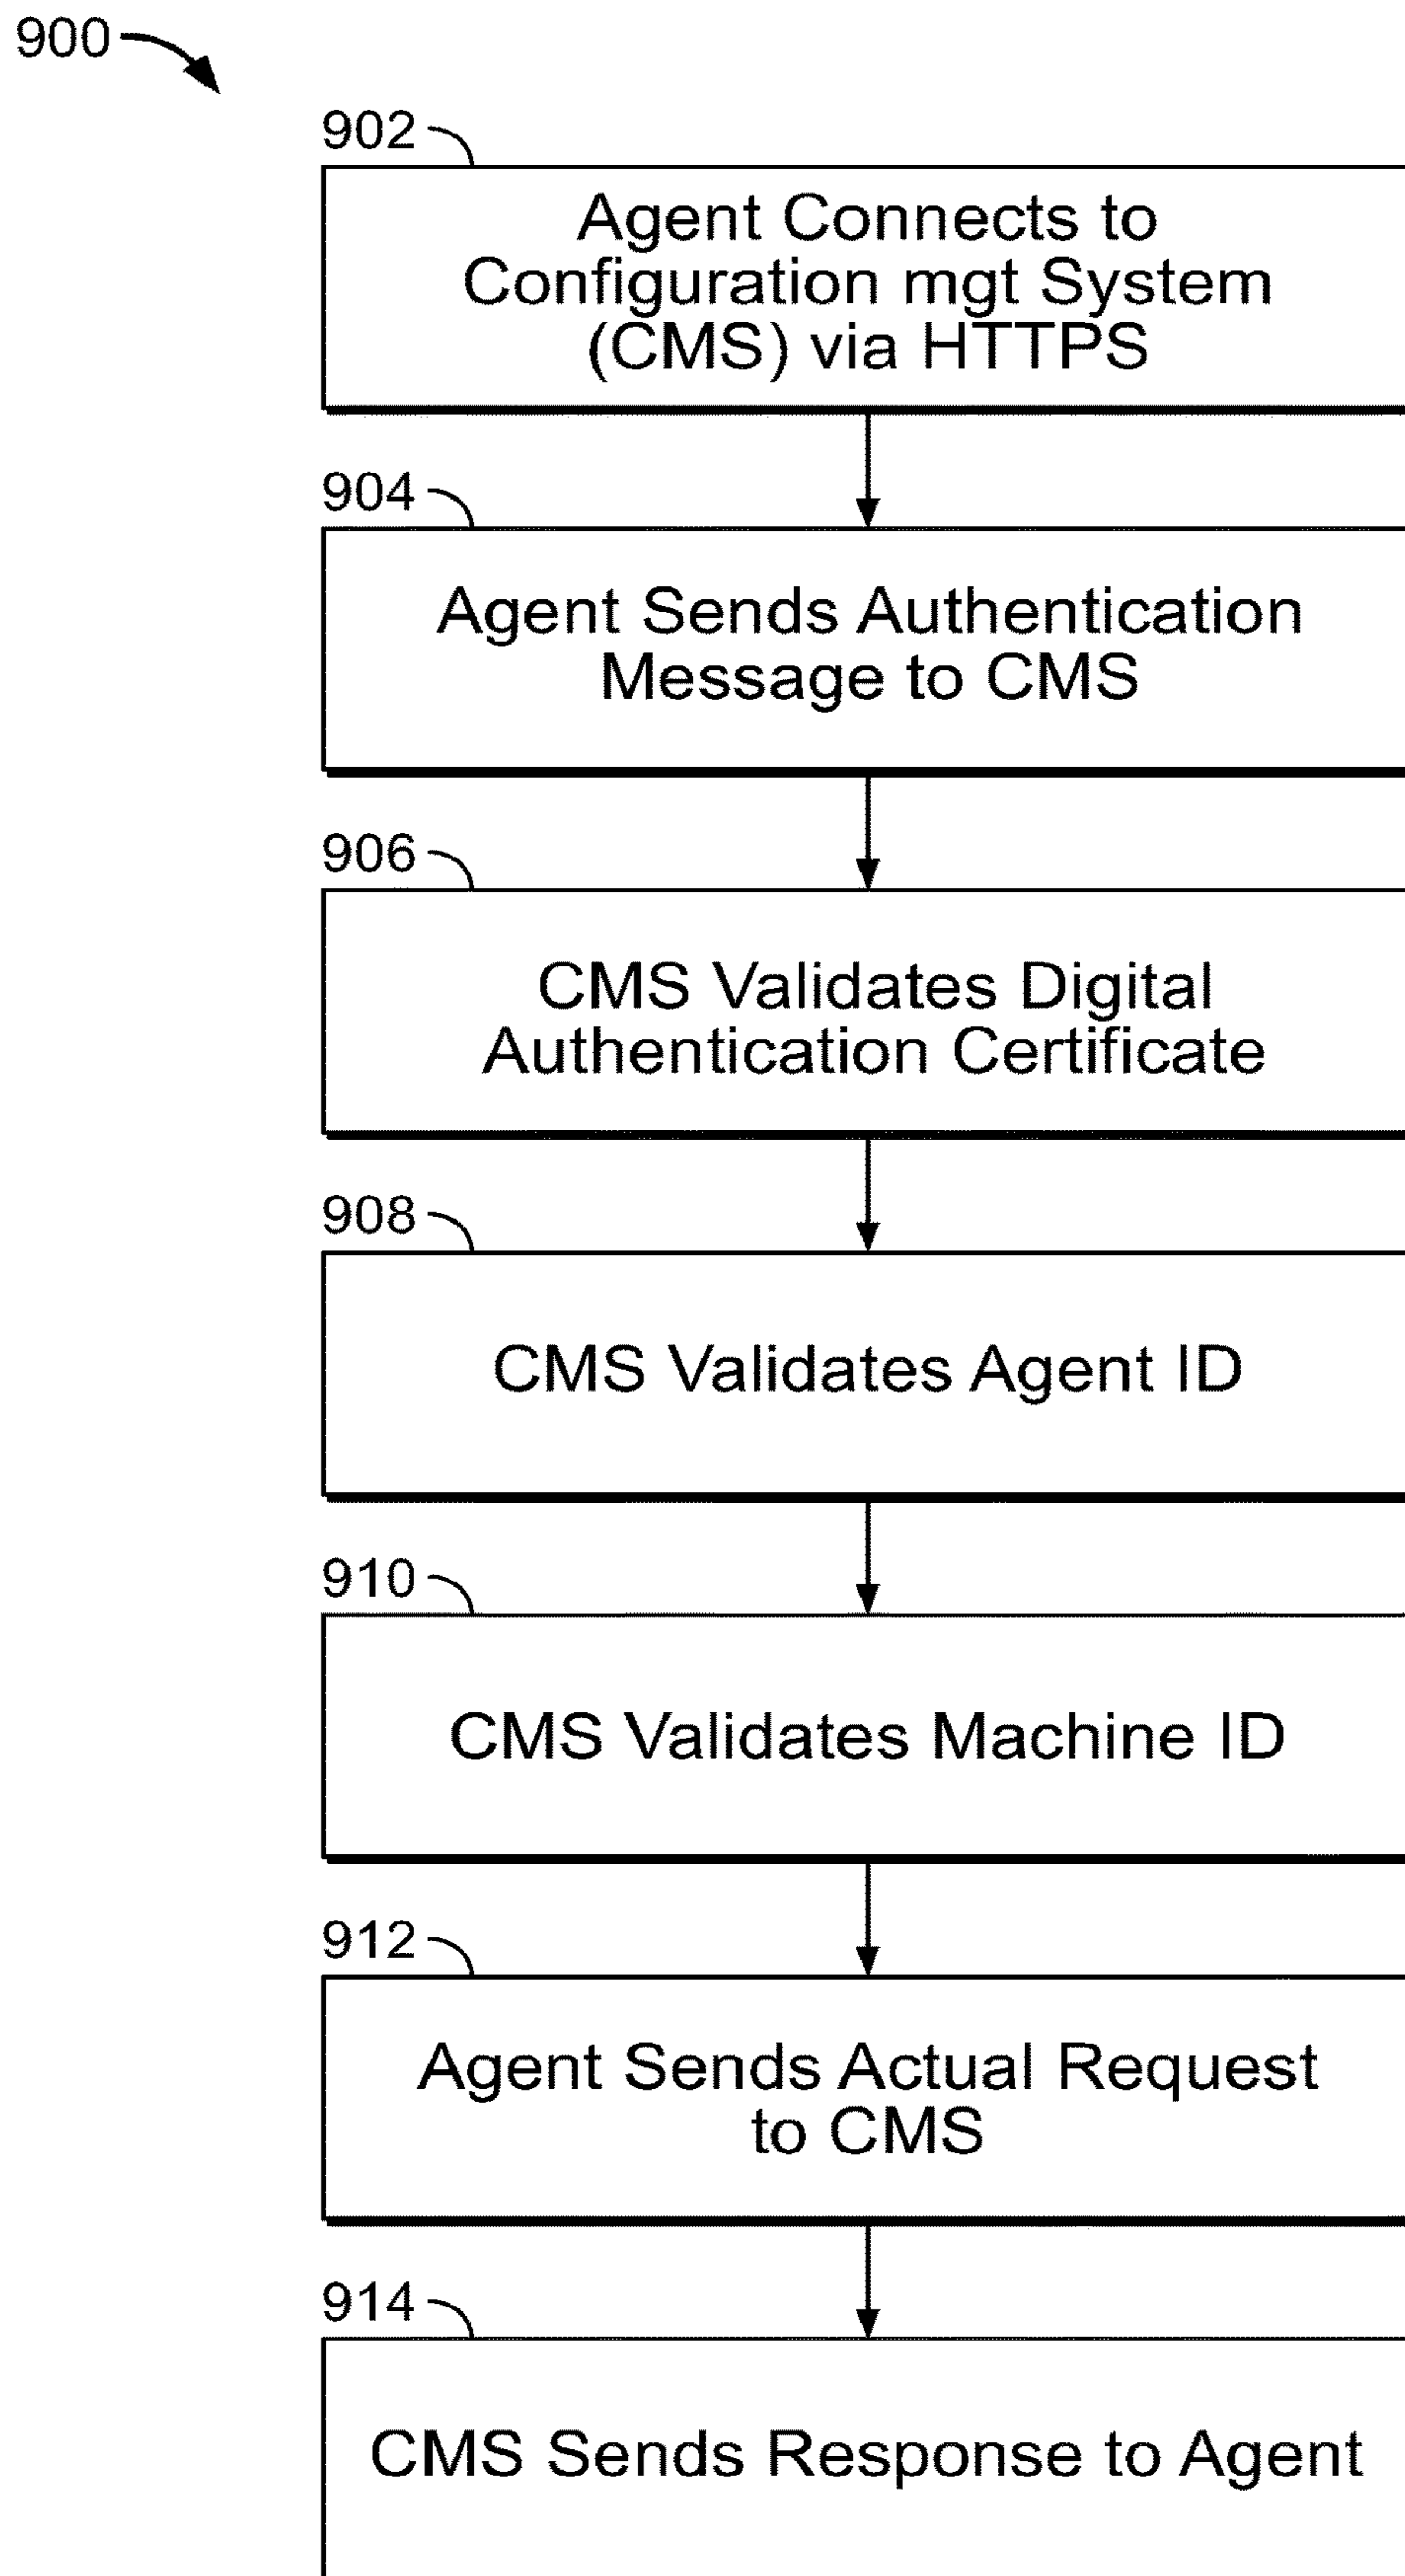 900
902
Agent Connects to
Configuration mgt System
(CMS) via HTTPS
904
Agent Sends Authentication
Message to CMS
906
CMS Validates Digital
Authentication Certificate
908
CMS Validates Agent ID
910
CMS Validates Machine ID
912
Agent Sends Actual Request
to CMS
914
CMS Sends Response to Agent